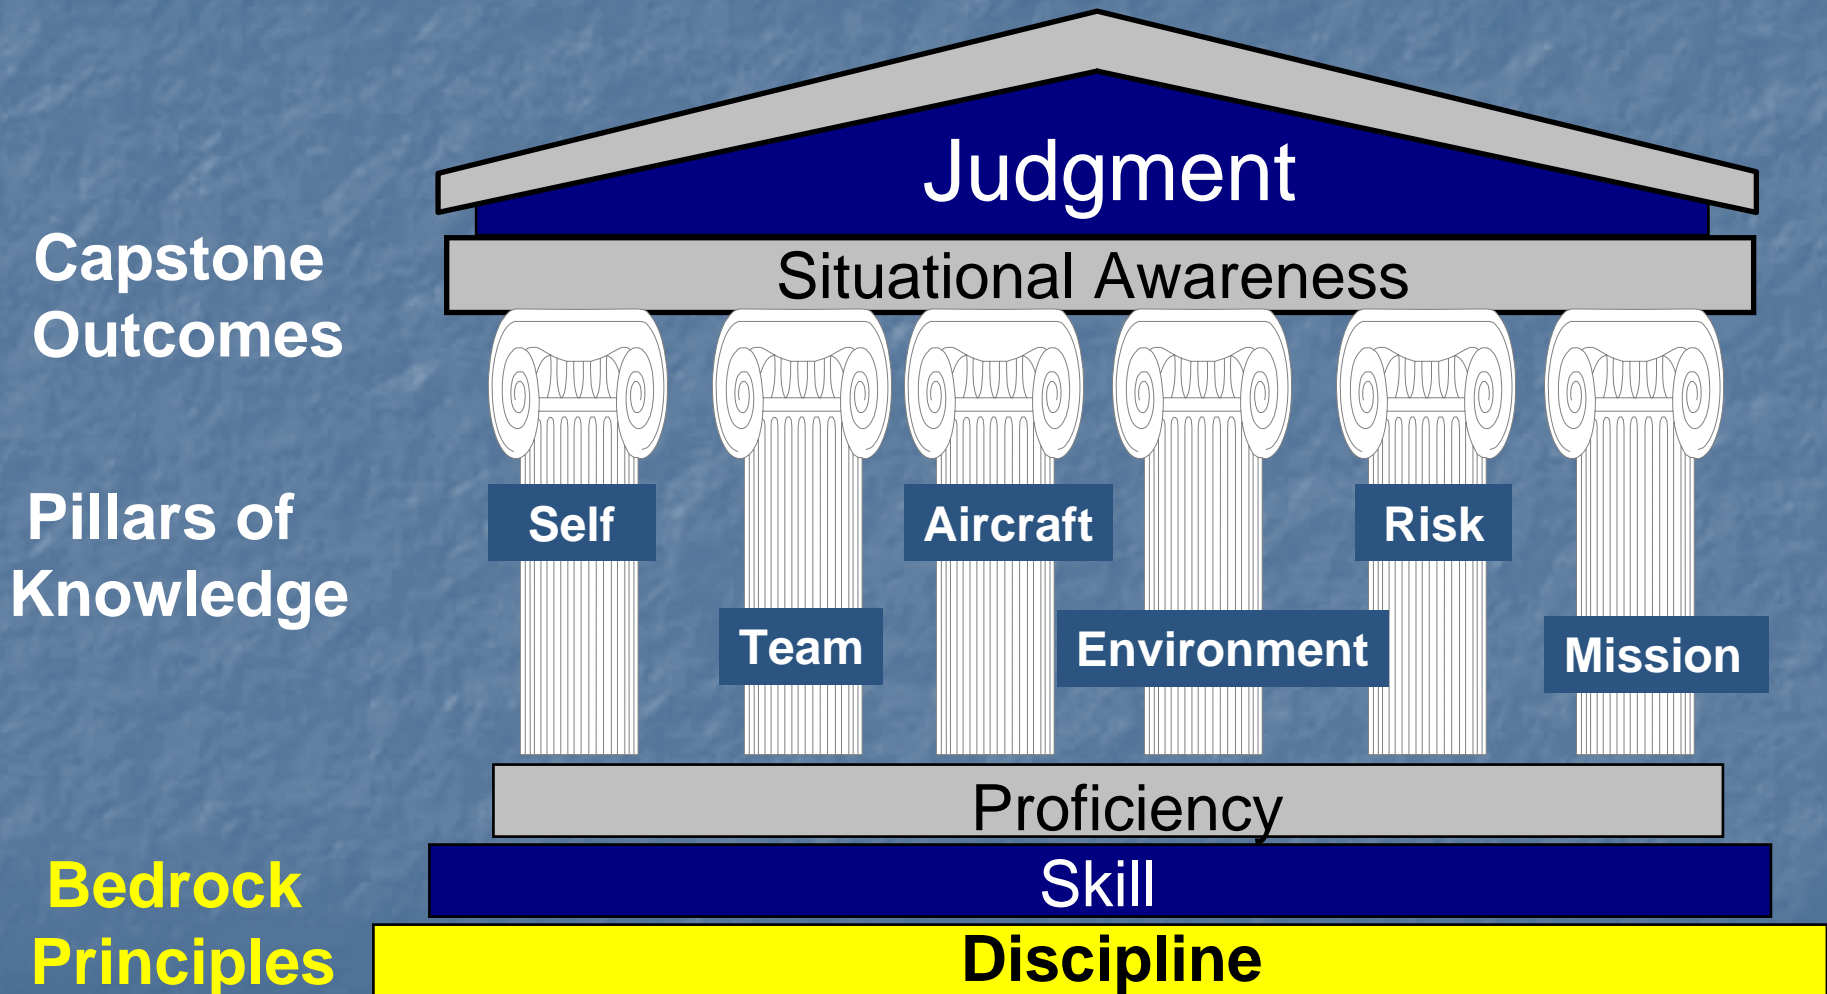 Judgment
Situational Awareness
Capstone
Outcomes
Pillars of
Knowledge
Self
Aircraft
Risk
Team
Environment
Mission
Proficiency
Skill
Bedrock
Principles
Discipline